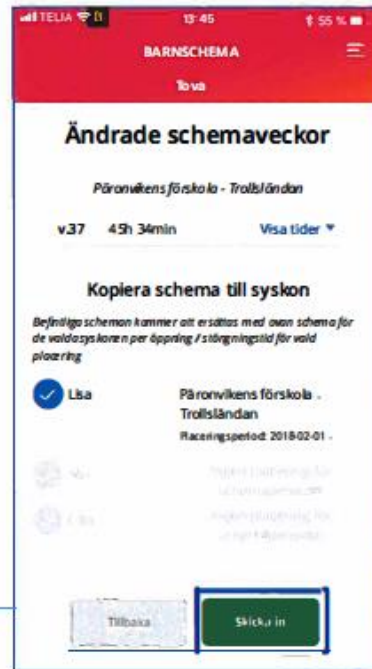 TELIA 13:45 55 %
BARNSCHEMA
Tova
Ändrade schemaveckor
Päronvikens förskola - Trollsländan
v.37 45h 34min Visa tider
Kopiera schema till syskon
Befintliga scheman kommer att ersättas med ovan schema för
de valda syskonen per öppning / stängningstid för vald
placering
Lisa Päronvikens förskola -
Trollsländan
Placeringsperiod: 2018-02-01 -
Tillbaka Skicka in